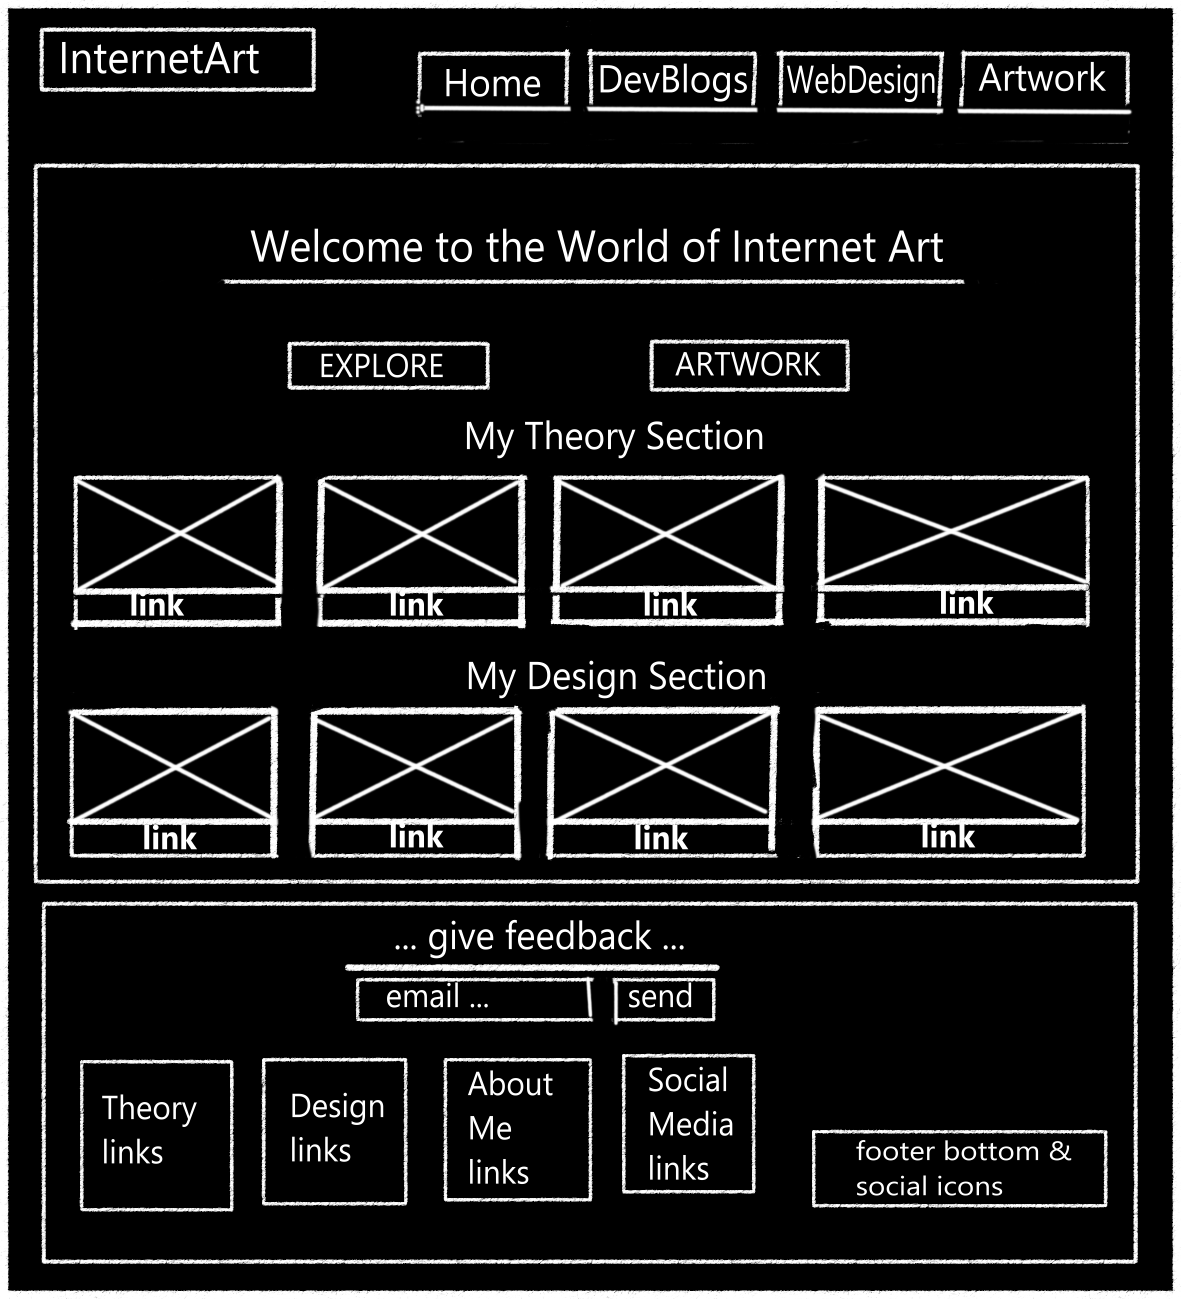 InternetArt
Home
DevBlogs
WebDesign
Artwork
Welcome to the World of Internet Art
EXPLORE
ARTWORK
My Theory Section
link
link
link
link
My Design Section
link
link
link
link
... give feedback ...
email ...
send
Theory
links
Design
links
About
Me
links
Social
Media
links
footer bottom &
social icons